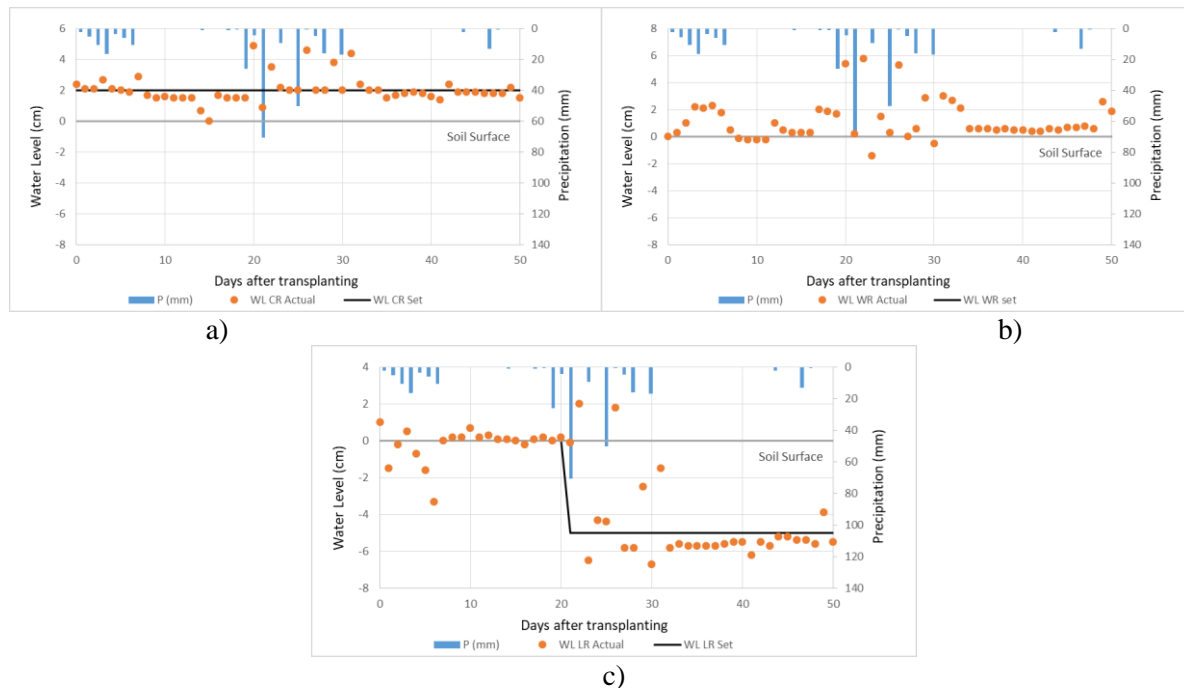 6
4
2
0
-2
-4
-6
-8
Water Level (cm)
Soil Surface
0
20
40
60
80
100
120
140
Precipitation (mm)
0 10 20 30 40 50
Days after transplanting
P (mm) WL CR Actual WL CR Set
a)
8
6
4
2
0
-2
-4
-6
-8
Water Level (cm)
Soil Surface
0
20
40
60
80
100
120
140
Precipitation (mm)
0 10 20 30 40 50
Days after transplanting
P (mm) WL WR Actual WL WR set
b)
4
2
0
-2
-4
-6
-8
Water Level (cm)
Soil Surface
0
20
40
60
80
100
120
140
Precipitation (mm)
0 10 20 30 40 50
Days after transplanting
P (mm) WL LR Actual WL LR Set
c)